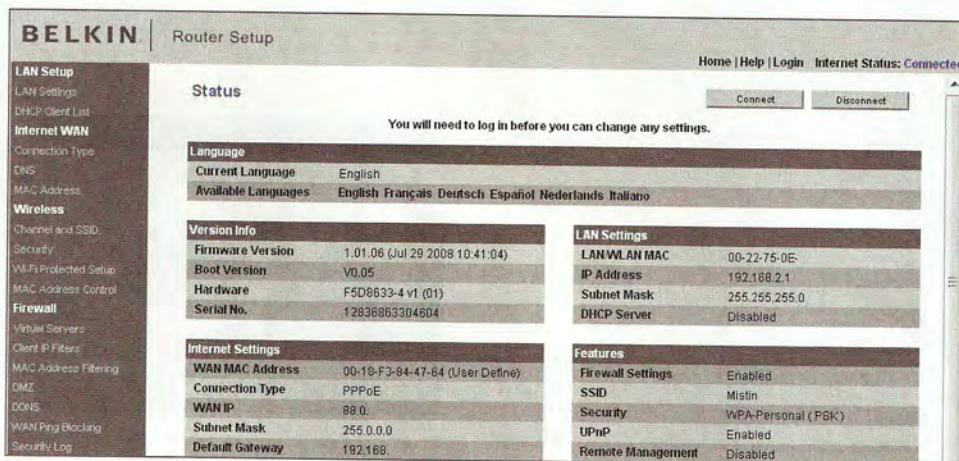 BELKIN | Router Setup
Home | Help | Login Internet Status: Connected
LAN Setup
LAN Settings
DHCP Client List
Internet WAN
Connection Type
DNS
MAC Address
Wireless
Channel and SSID
Security
Wi-Fi Protected Setup
MAC Address Control
Firewall
Virtual Servers
Client IP Filters
MAC Address Filtering
DMZ
DDNS
WAN Ping Blocking
Security Log
Status
Connect Disconnect
You will need to log in before you can change any settings.
Language
Current Language English
Available Languages English Français Deutsch Español Nederlands Italiano
Version Info
Firmware Version 1.01.06 (Jul 29 2008 10:41:04)
Boot Version V0.05
Hardware F5D8633-4 v1 (01)
Serial No. 12836863304604
LAN Settings
LAN/WLAN MAC 00-22-75-0E-
IP Address 192.168.2.1
Subnet Mask 255.255.255.0
DHCP Server Disabled
Internet Settings
WAN MAC Address 00-18-F3-84-47-64 (User Define)
Connection Type PPPoE
WAN IP 88.0.
Subnet Mask 255.0.0.0
Default Gateway 192.168.
Features
Firewall Settings Enabled
SSID Mistin
Security WPA-Personal ( PSK )
UPnP Enabled
Remote Management Disabled